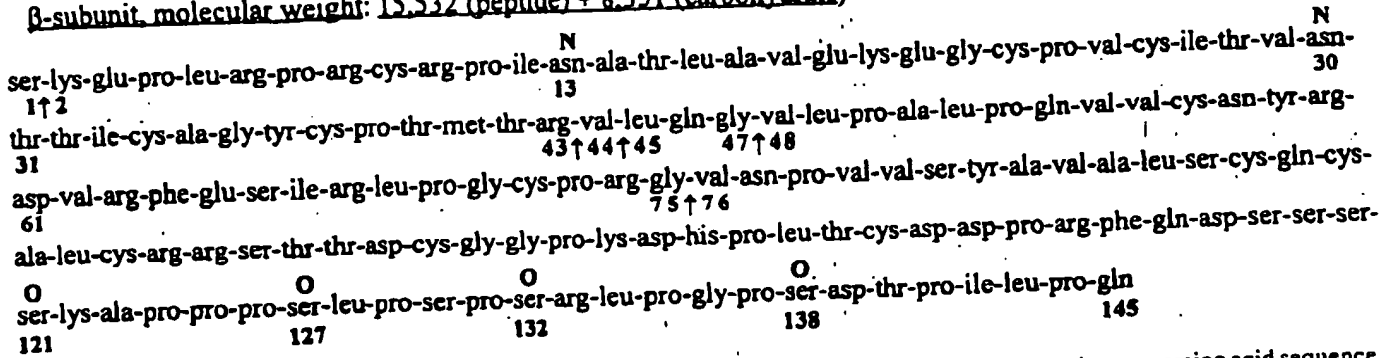 β-subunit, molecular weight: 15,532 (peptide) +
N N
ser-lys-glu-pro-leu-arg-pro-arg-cys-arg-pro-ile-asn-ala-thr-leu-ala-val-glu-lys-glu-gly-cys-pro-val-cys-ile-thr-val-asn-
1↑2 13 30
thr-thr-ile-cys-ala-gly-tyr-cys-pro-thr-met-thr-arg-val-leu-gln-gly-val-leu-pro-ala-leu-pro-gln-val-val-cys-asn-tyr-arg-
31 43↑44↑45 47↑48
asp-val-arg-phe-glu-ser-ile-arg-leu-pro-gly-cys-pro-arg-gly-val-asn-pro-val-val-ser-tyr-ala-val-ala-leu-ser-cys-gln-cys-
61 75↑76
ala-leu-cys-arg-arg-ser-thr-thr-asp-cys-gly-gly-pro-lys-asp-his-pro-leu-thr-cys-asp-asp-pro-arg-phe-gln-asp-ser-ser-ser-
O O O O
ser-lys-ala-pro-pro-pro-ser-leu-pro-ser-pro-ser-arg-leu-pro-gly-pro-ser-asp-thr-pro-ile-leu-pro-gln
121 127 132 138 145
acid sequence